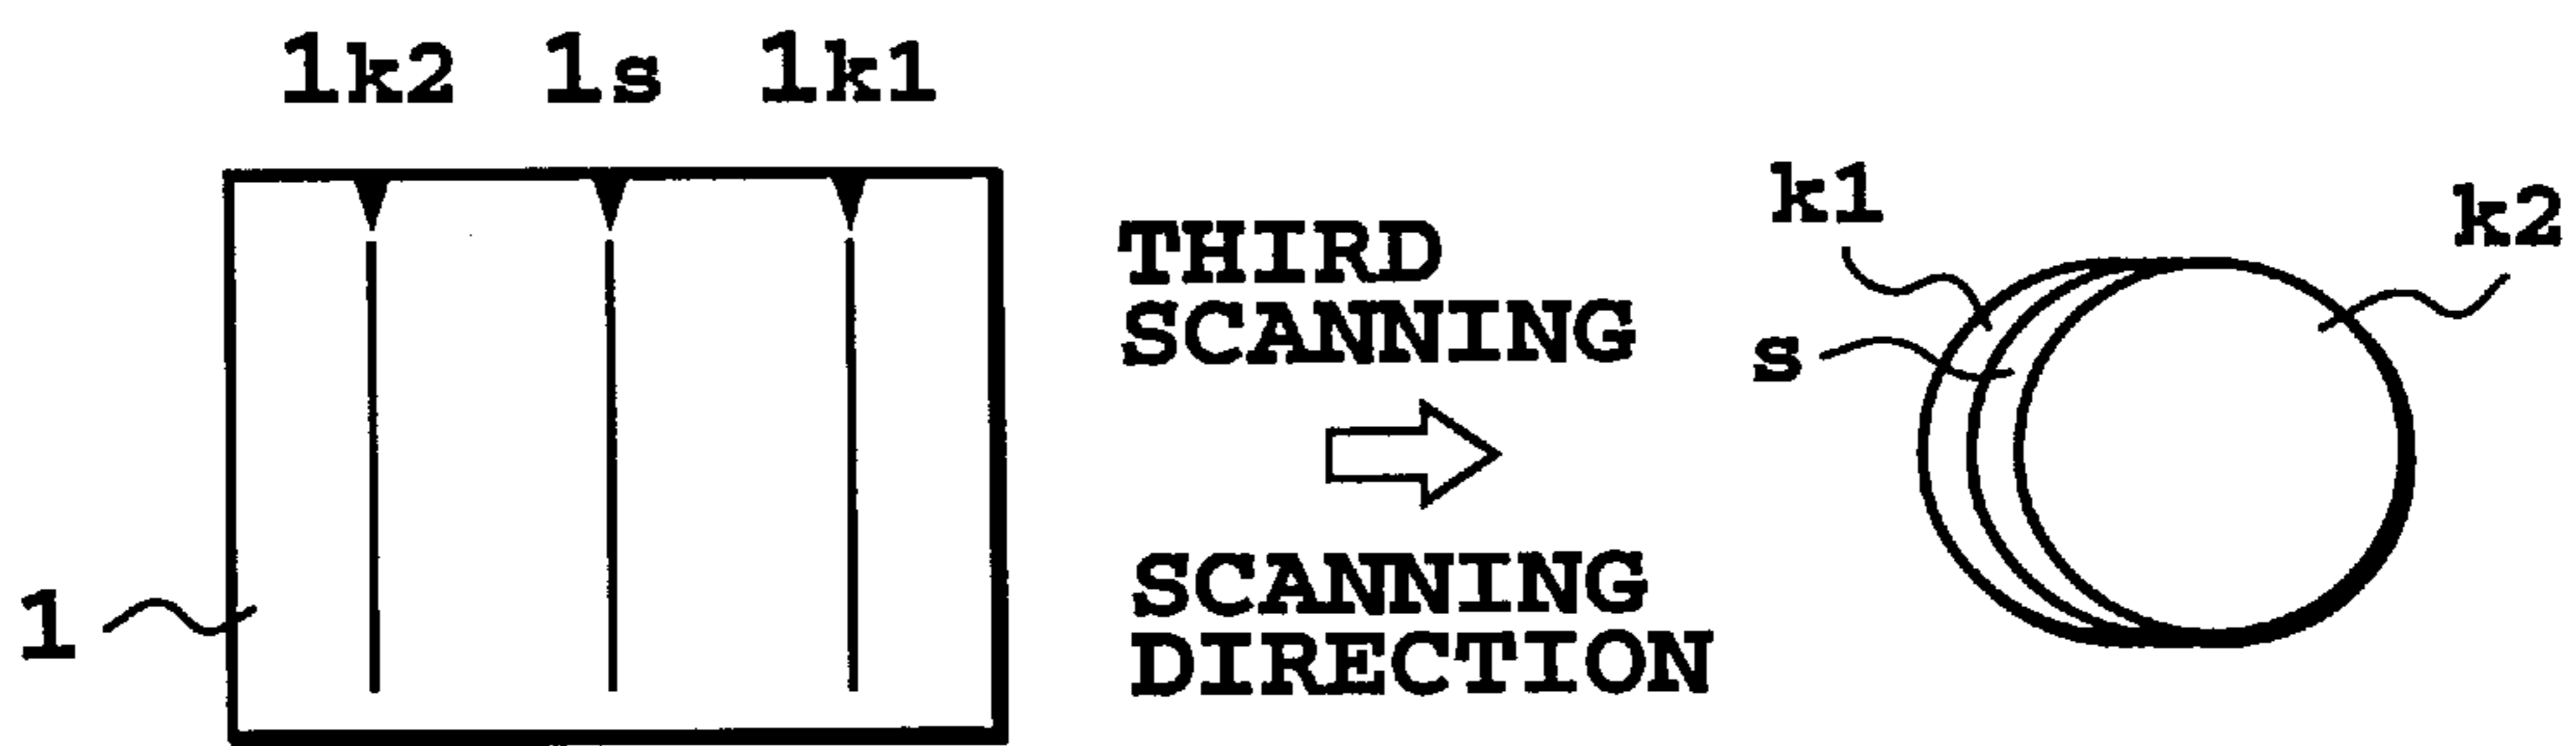 1k2 1s 1k1
k1
k2
THIRD
SCANNING
s
SCANNING
DIRECTION
1